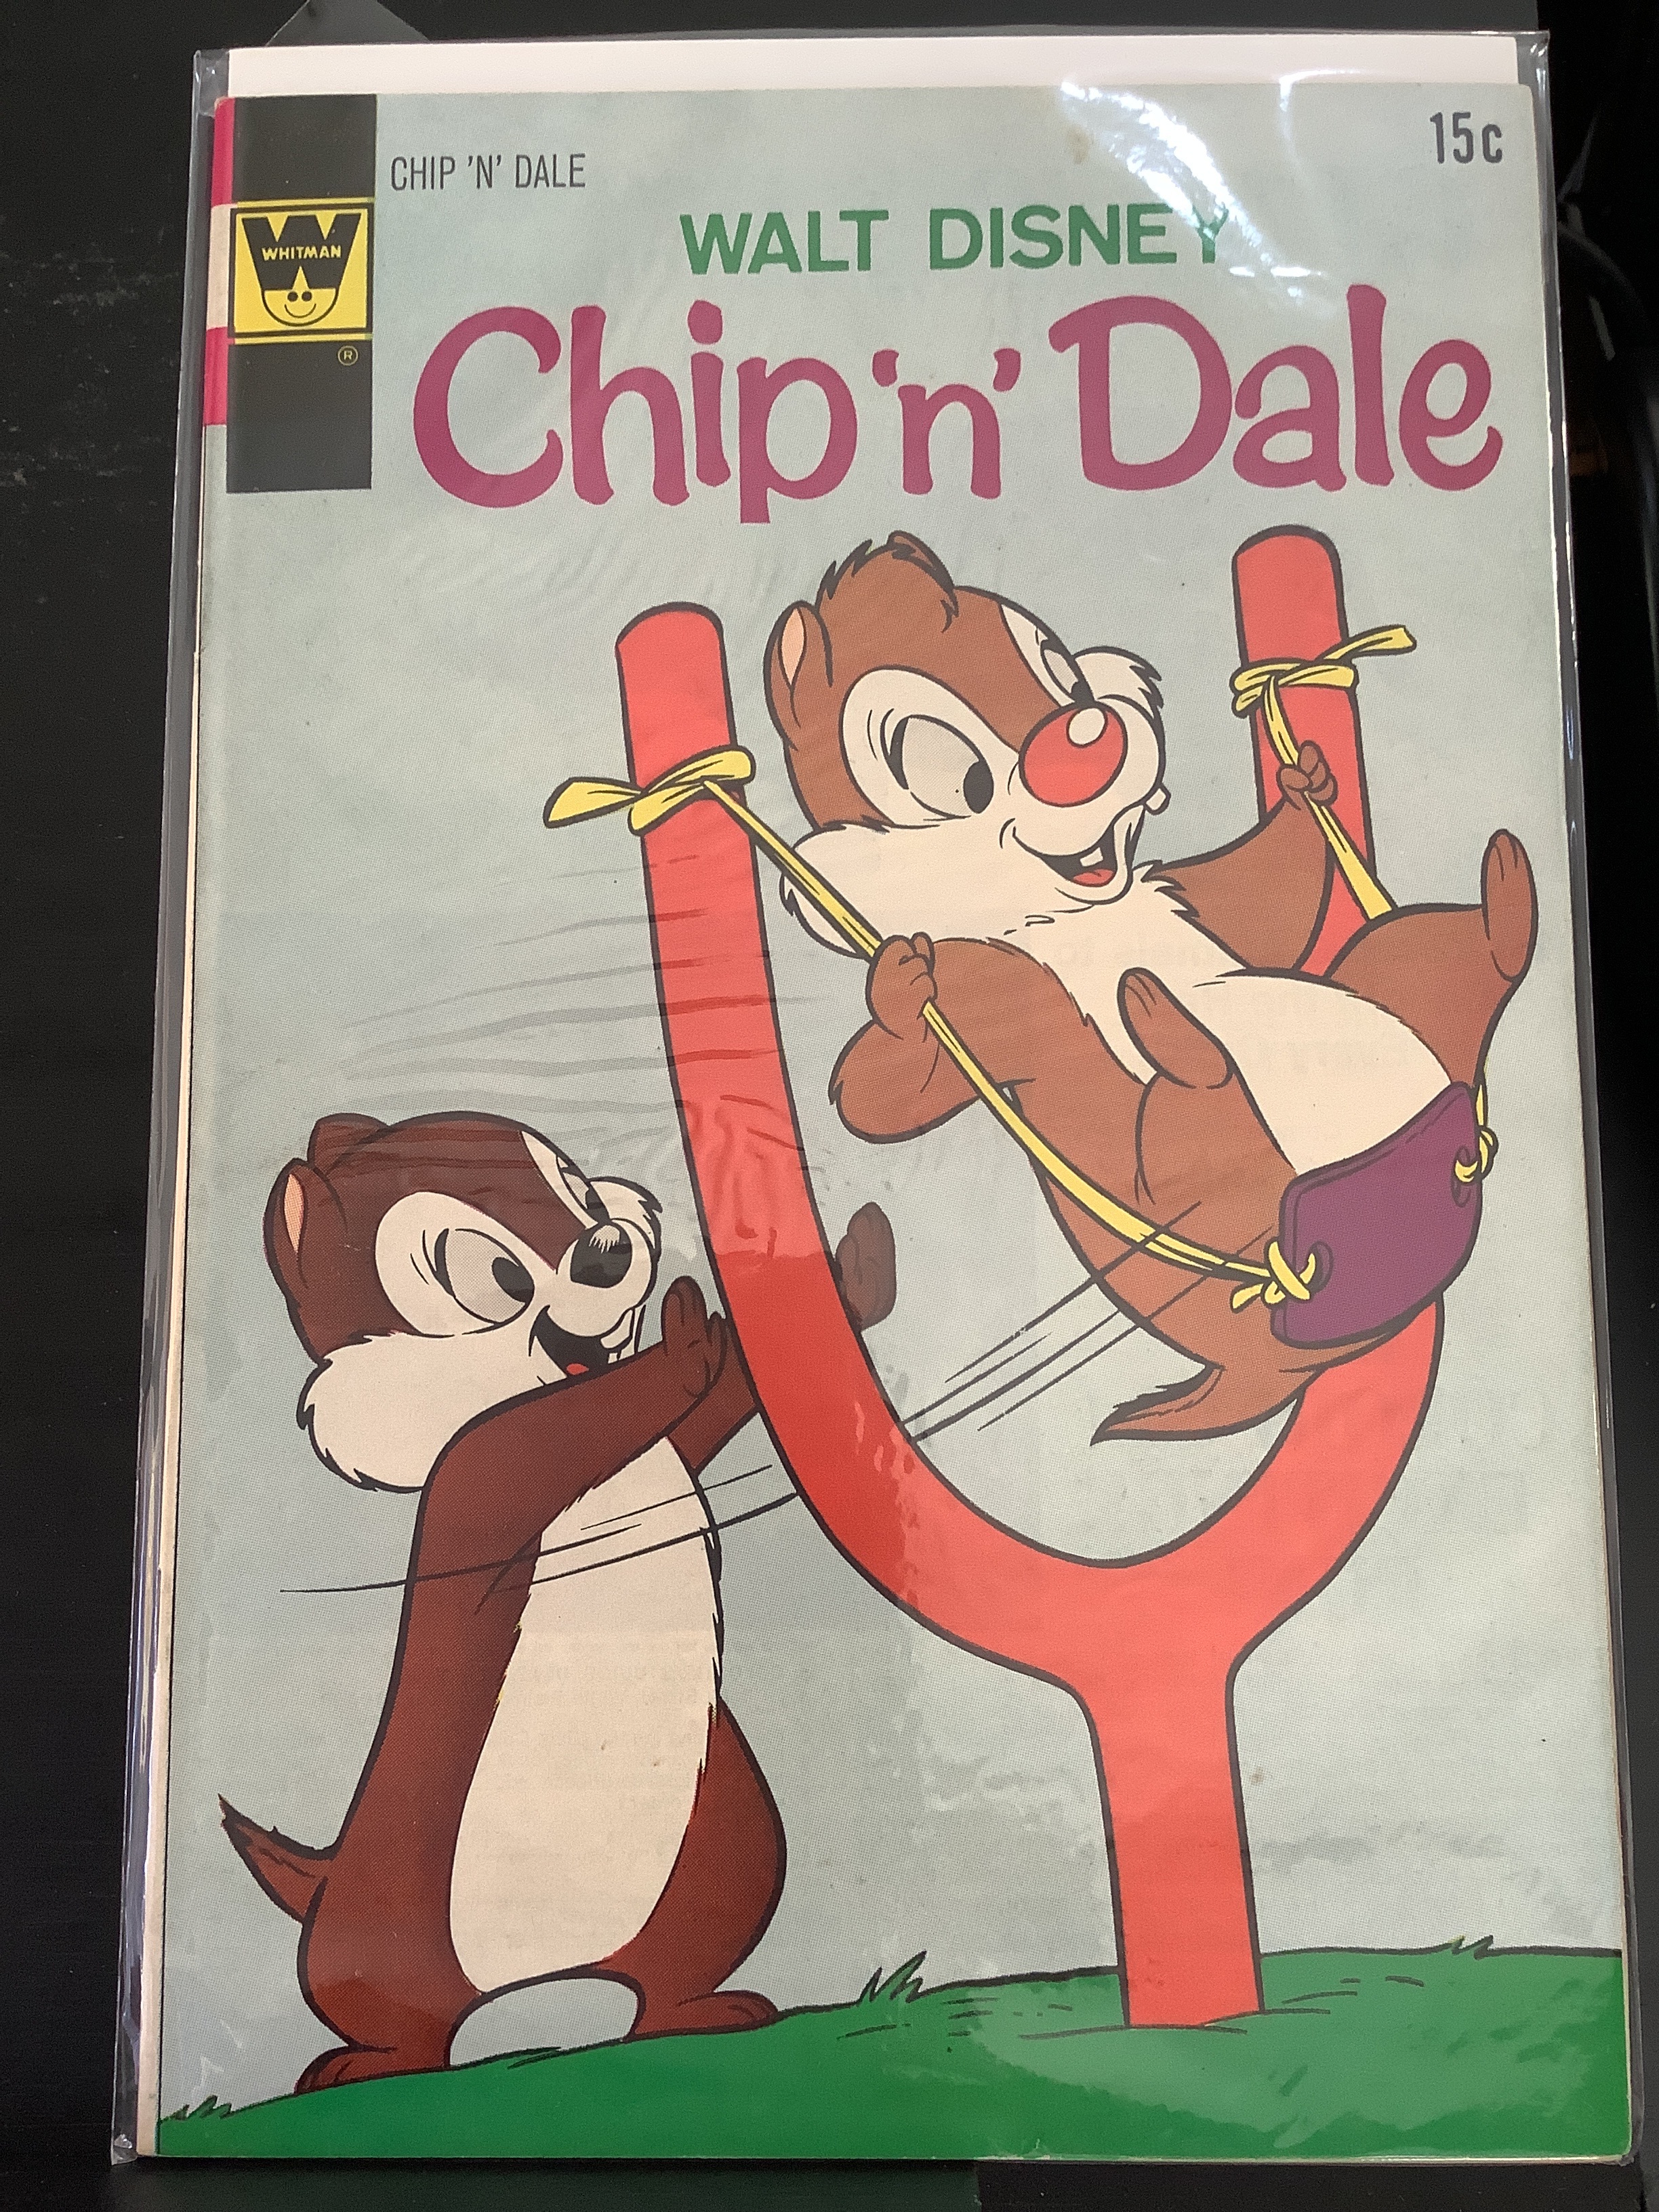 15c
CHIP 'N' DALE
WHITMAN
®
WALT DISNEY
Chip 'n' Dale